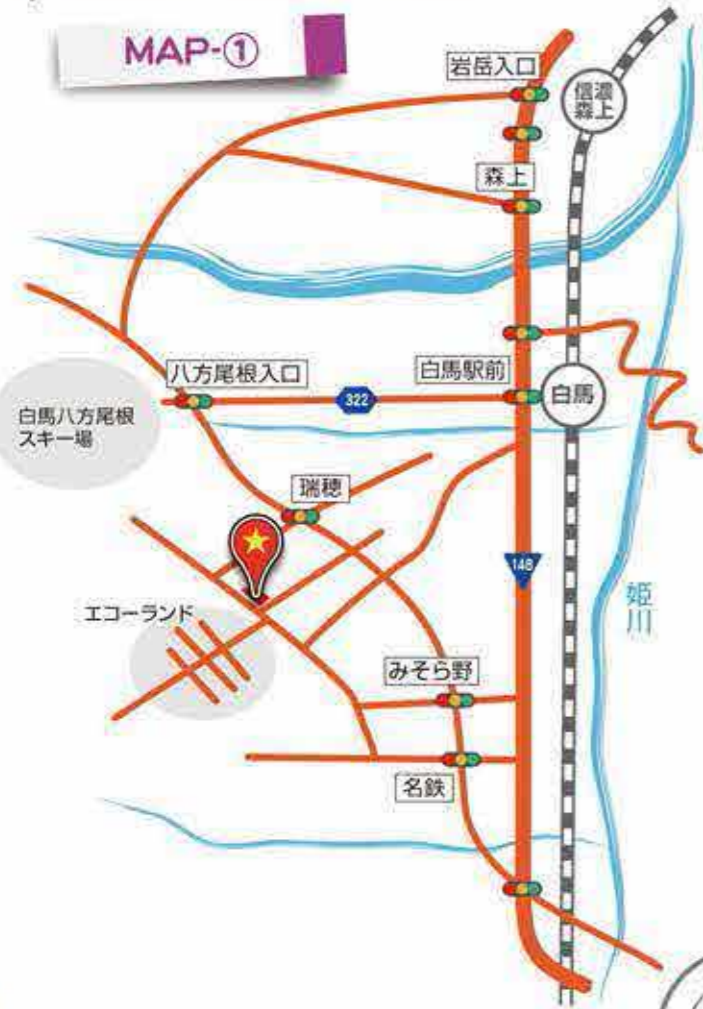 MAP-①
岩岳入口
信濃
森上
森上
八方尾根入口
322
白馬駅前
白馬
白馬八方尾根
スキー場
瑞穂
148
姫川
エコーランド
みそら野
名鉄